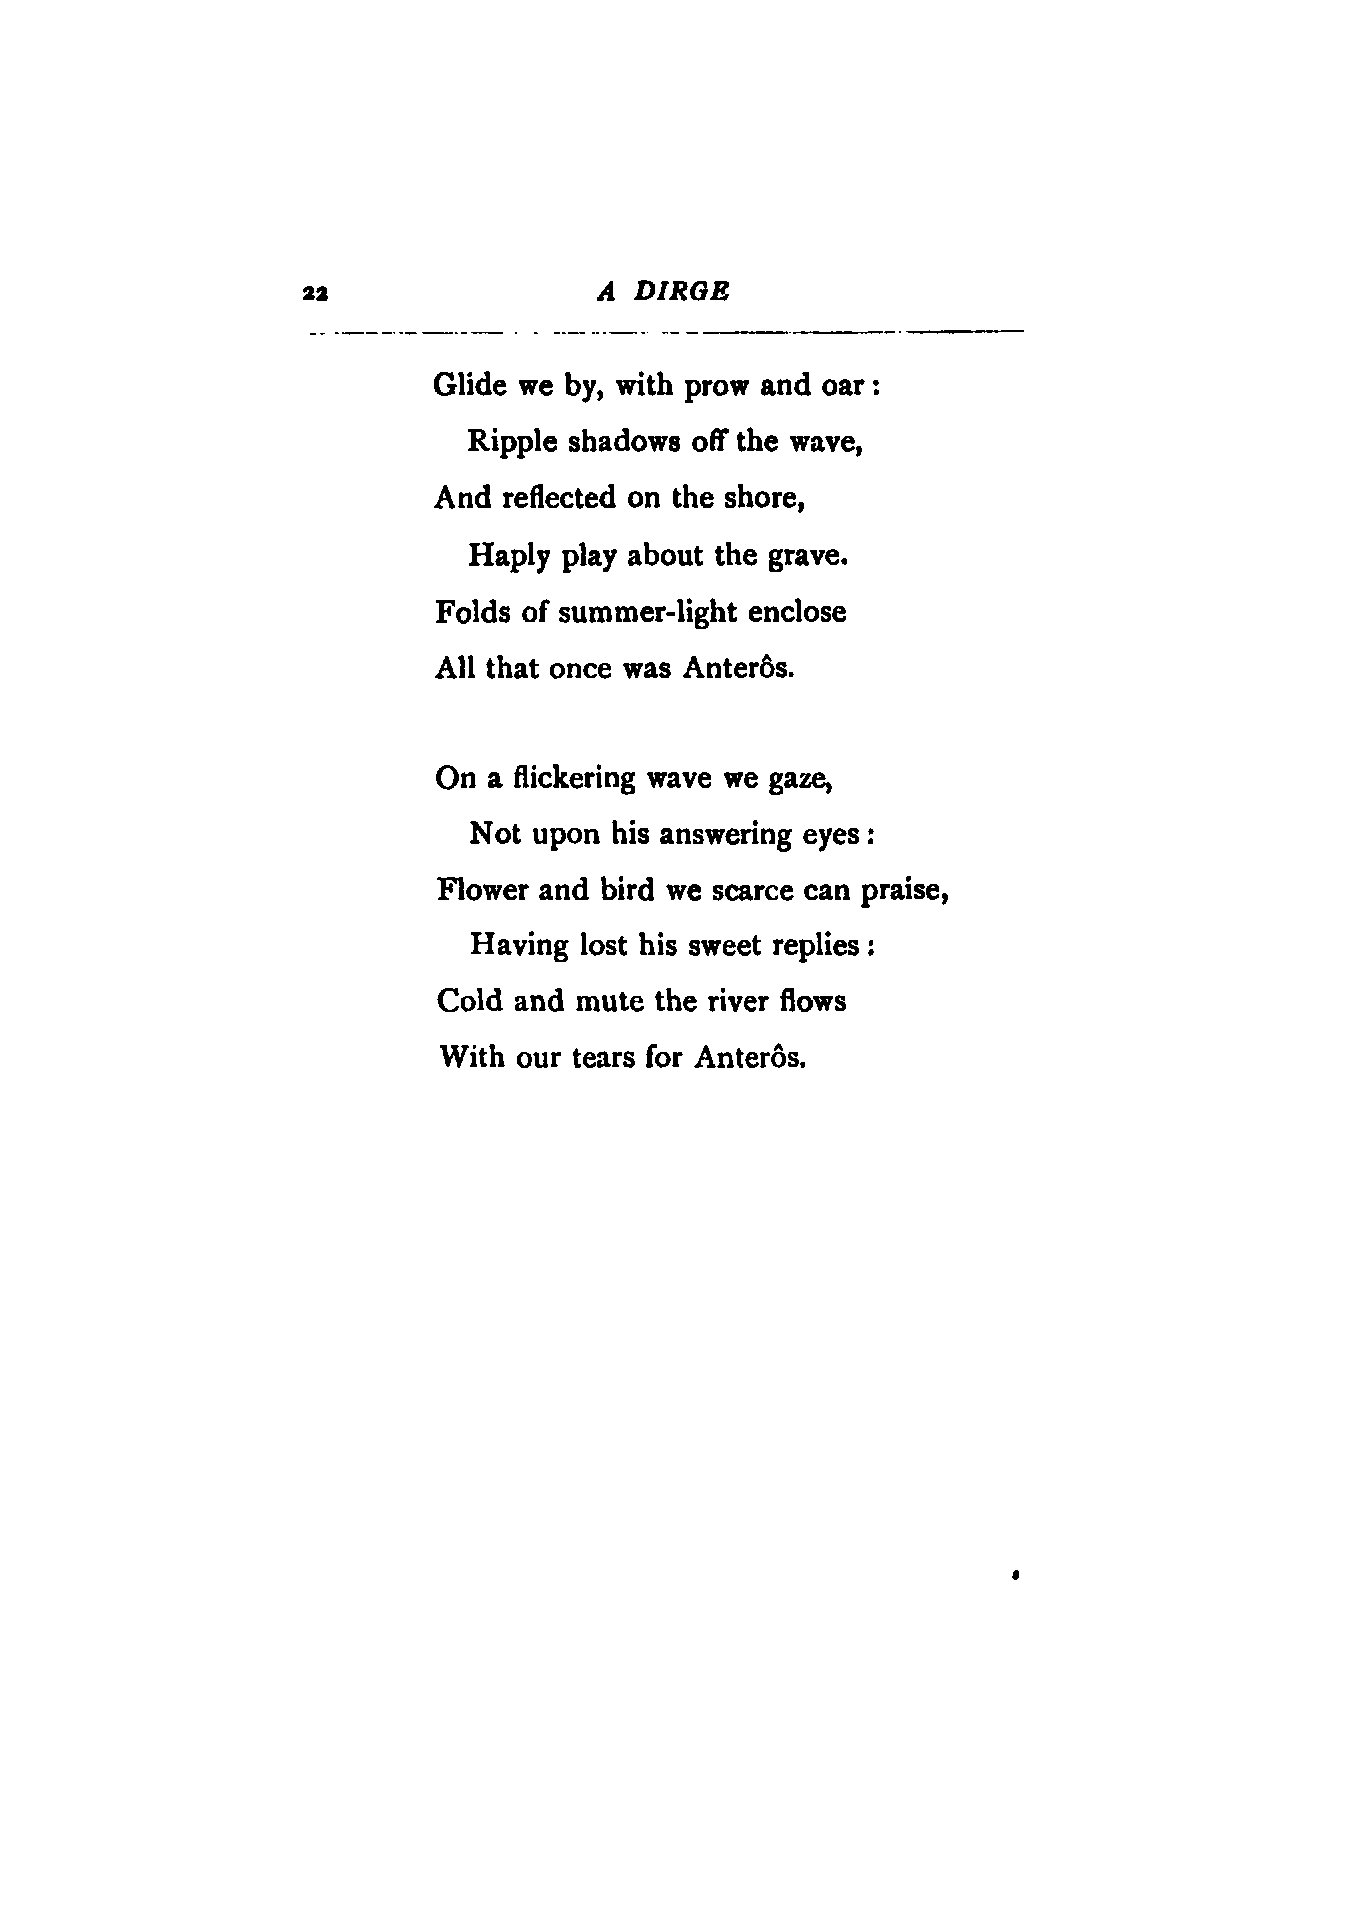 22 A DIRGE
Glide we by, with prow and oar :
Ripple shadows off the wave,
And reflected on the shore,
Haply play about the grave.
Folds of summer-light enclose
All that once was Anterôs.
On a flickering wave we gaze,
Not upon his answering eyes :
Flower and bird we scarce can praise,
Having lost his sweet replies :
Cold and mute the river flows
With our tears for Anterôs.